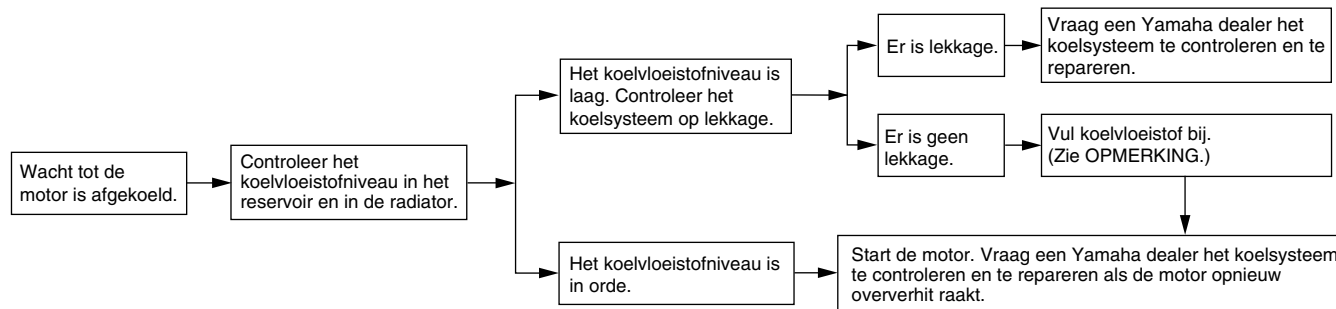 Wacht tot de
motor is afgekoeld.
Controleer het
koelvloeistofniveau in het
reservoir en in de radiator.
Het koelvloeistofniveau is
laag. Controleer het
koelsysteem op lekkage.
Er is lekkage.
Vraag een Yamaha dealer het
koelsysteem te controleren en te
repareren.
Er is geen
lekkage.
Vul koelvloeistof bij.
(Zie OPMERKING.)
Het koelvloeistofniveau is
in orde.
Start de motor. Vraag een Yamaha dealer het koelsysteem
te controleren en te repareren als de motor opnieuw
oververhit raakt.